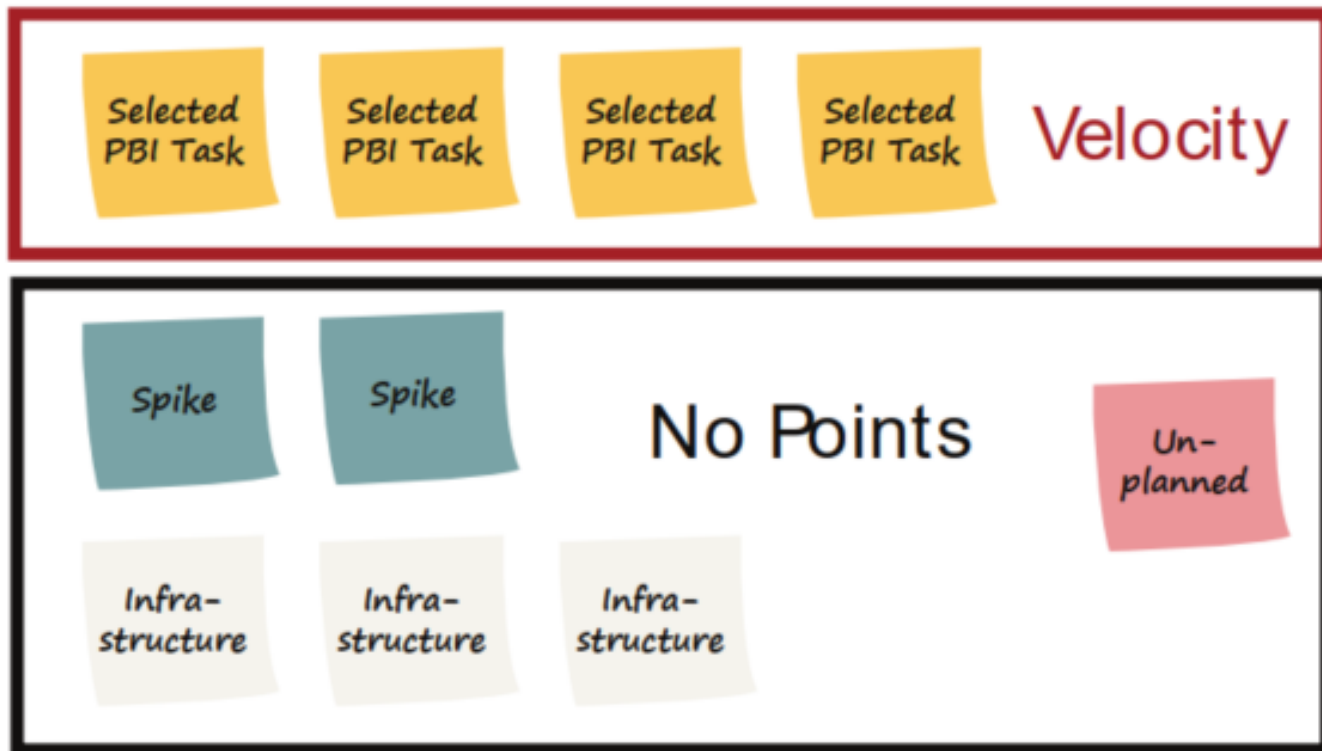 Selected
PBI Task
Selected
PBI Task
Selected
PBI Task
Selected
PBI Task
Velocity
Spike
Spike
No Points
Un-
planned
Infra-
structure
Infra-
structure
Infra-
structure